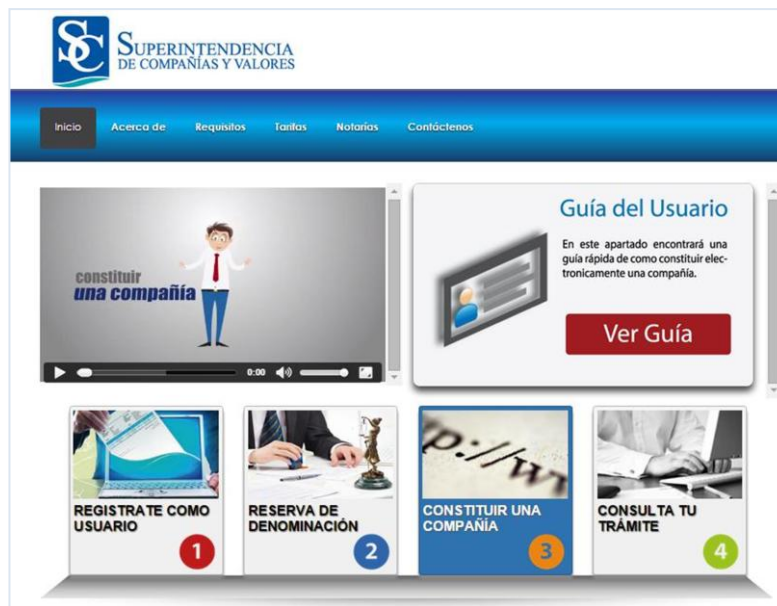 SC SUPERINTENDENCIA
DE COMPAÑÍAS Y VALORES
Inicio Acerca de Requisitos Tarifas Notarías Contáctenos
constituir
una compañía
0:00
Guía del Usuario
En este apartado encontrará una
guía rápida de como constituir elec-
tronicamente una compañía.
Ver Guía
REGISTRATE COMO
USUARIO
1
RESERVA DE
DENOMINACIÓN
2
p://w
CONSTITUIR UNA
COMPAÑÍA
3
CONSULTA TU
TRÁMITE
4